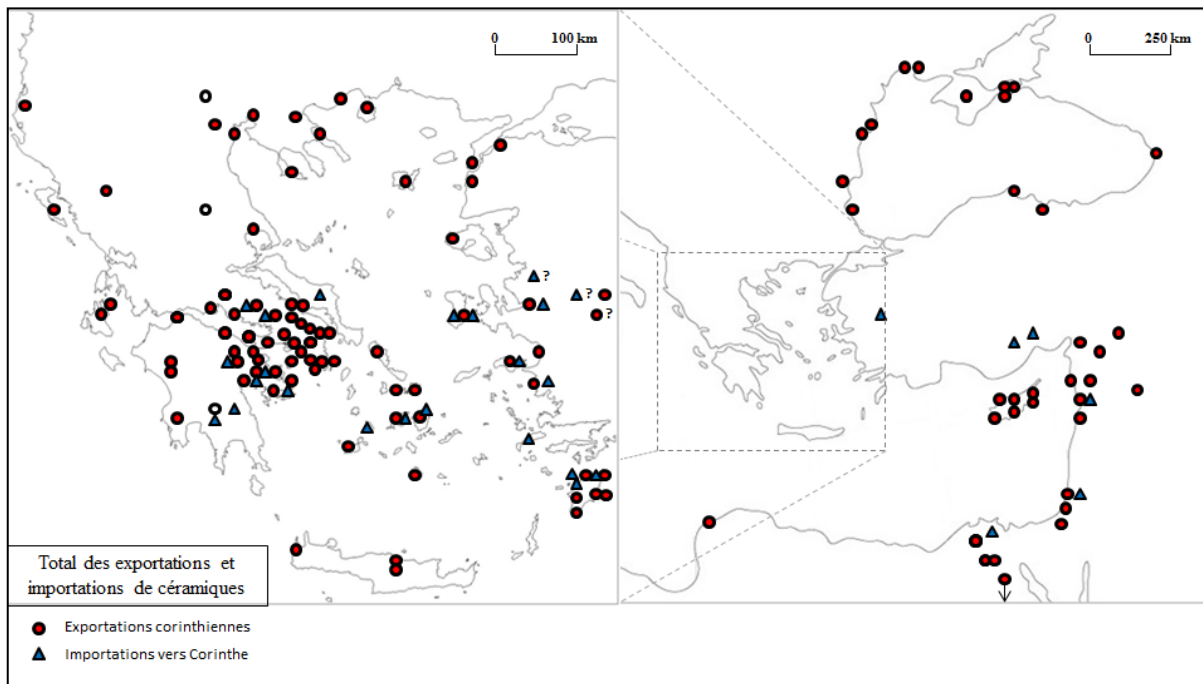 0 100 km
0 250 km
?
?
?
Total des exportations et
importations de céramiques
Exportations corinthiennes
Importations vers Corinthe